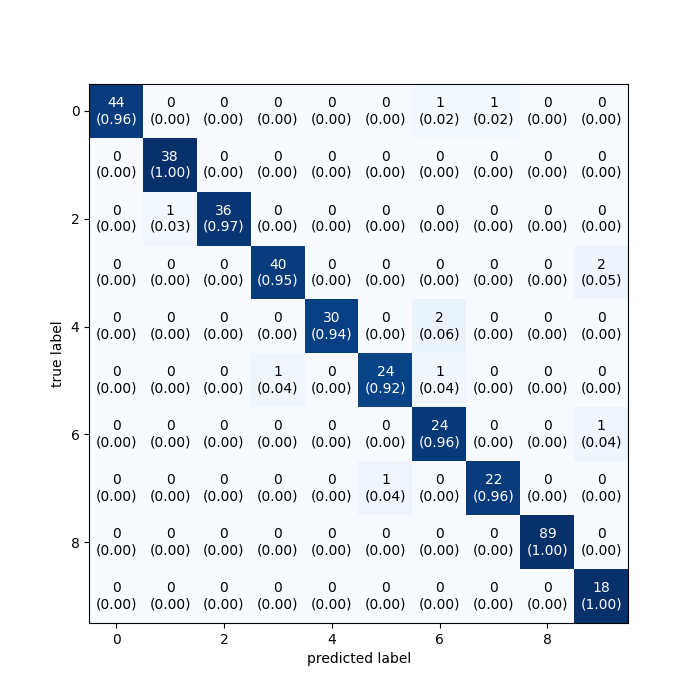 0 44 0 0 0 0 0 1 1 0 0
(0.96) (0.00) (0.00) (0.00) (0.00) (0.00) (0.02) (0.02) (0.00) (0.00)
0 38 0 0 0 0 0 0 0 0
(0.00) (1.00) (0.00) (0.00) (0.00) (0.00) (0.00) (0.00) (0.00) (0.00)
2 0 1 36 0 0 0 0 0 0 0
(0.00) (0.03) (0.97) (0.00) (0.00) (0.00) (0.00) (0.00) (0.00) (0.00)
0 0 0 40 0 0 0 0 0 2
(0.00) (0.00) (0.00) (0.95) (0.00) (0.00) (0.00) (0.00) (0.00) (0.05)
4 0 0 0 0 30 0 2 0 0 0
(0.00) (0.00) (0.00) (0.00) (0.94) (0.00) (0.06) (0.00) (0.00) (0.00)
0 0 0 1 0 24 1 0 0 0
(0.00) (0.00) (0.00) (0.04) (0.00) (0.92) (0.04) (0.00) (0.00) (0.00)
6 0 0 0 0 0 0 24 0 0 1
(0.00) (0.00) (0.00) (0.00) (0.00) (0.00) (0.96) (0.00) (0.00) (0.04)
0 0 0 0 0 1 0 22 0 0
(0.00) (0.00) (0.00) (0.00) (0.00) (0.04) (0.00) (0.96) (0.00) (0.00)
8 0 0 0 0 0 0 0 0 89 0
(0.00) (0.00) (0.00) (0.00) (0.00) (0.00) (0.00) (0.00) (1.00) (0.00)
0 0 0 0 0 0 0 0 0 18
(0.00) (0.00) (0.00) (0.00) (0.00) (0.00) (0.00) (0.00) (0.00) (1.00)
0 2 4 6 8
predicted label
true label